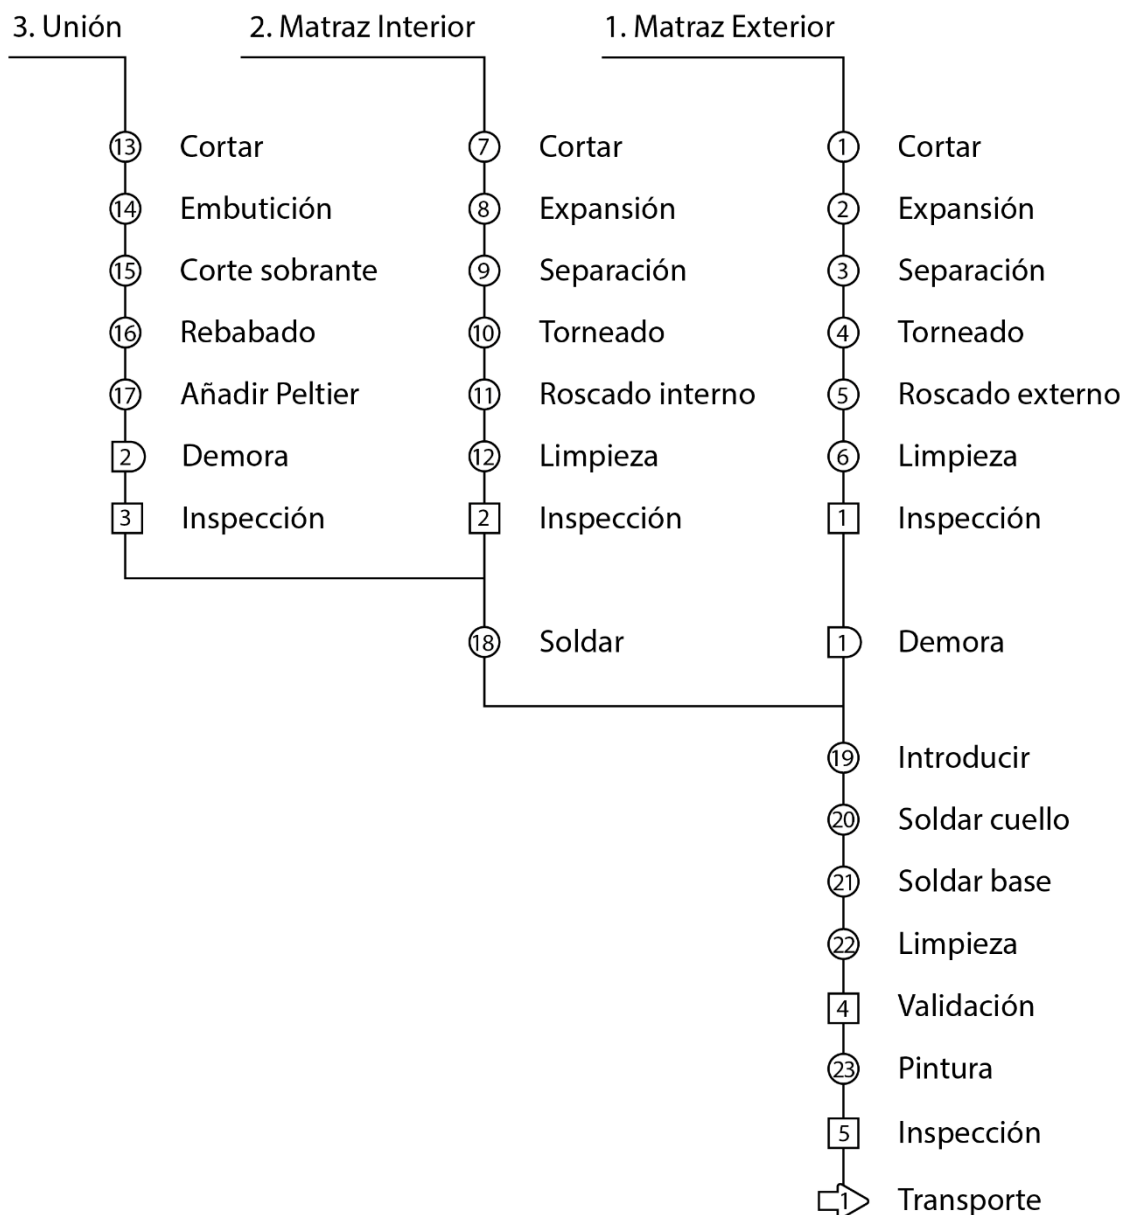 3. Unión 2. Matraz Interior 1. Matraz Exterior
13 Cortar 7 Cortar 1 Cortar
14 Embutición 8 Expansión 2 Expansión
15 Corte sobrante 9 Separación 3 Separación
16 Rebabado 10 Torneado 4 Torneado
17 Añadir Peltier 11 Roscado interno 5 Roscado externo
2 Demora 12 Limpieza 6 Limpieza
3 Inspección 2 Inspección 1 Inspección
18 Soldar 1 Demora
19 Introducir
20 Soldar cuello
21 Soldar base
22 Limpieza
4 Validación
23 Pintura
5 Inspección
1 Transporte